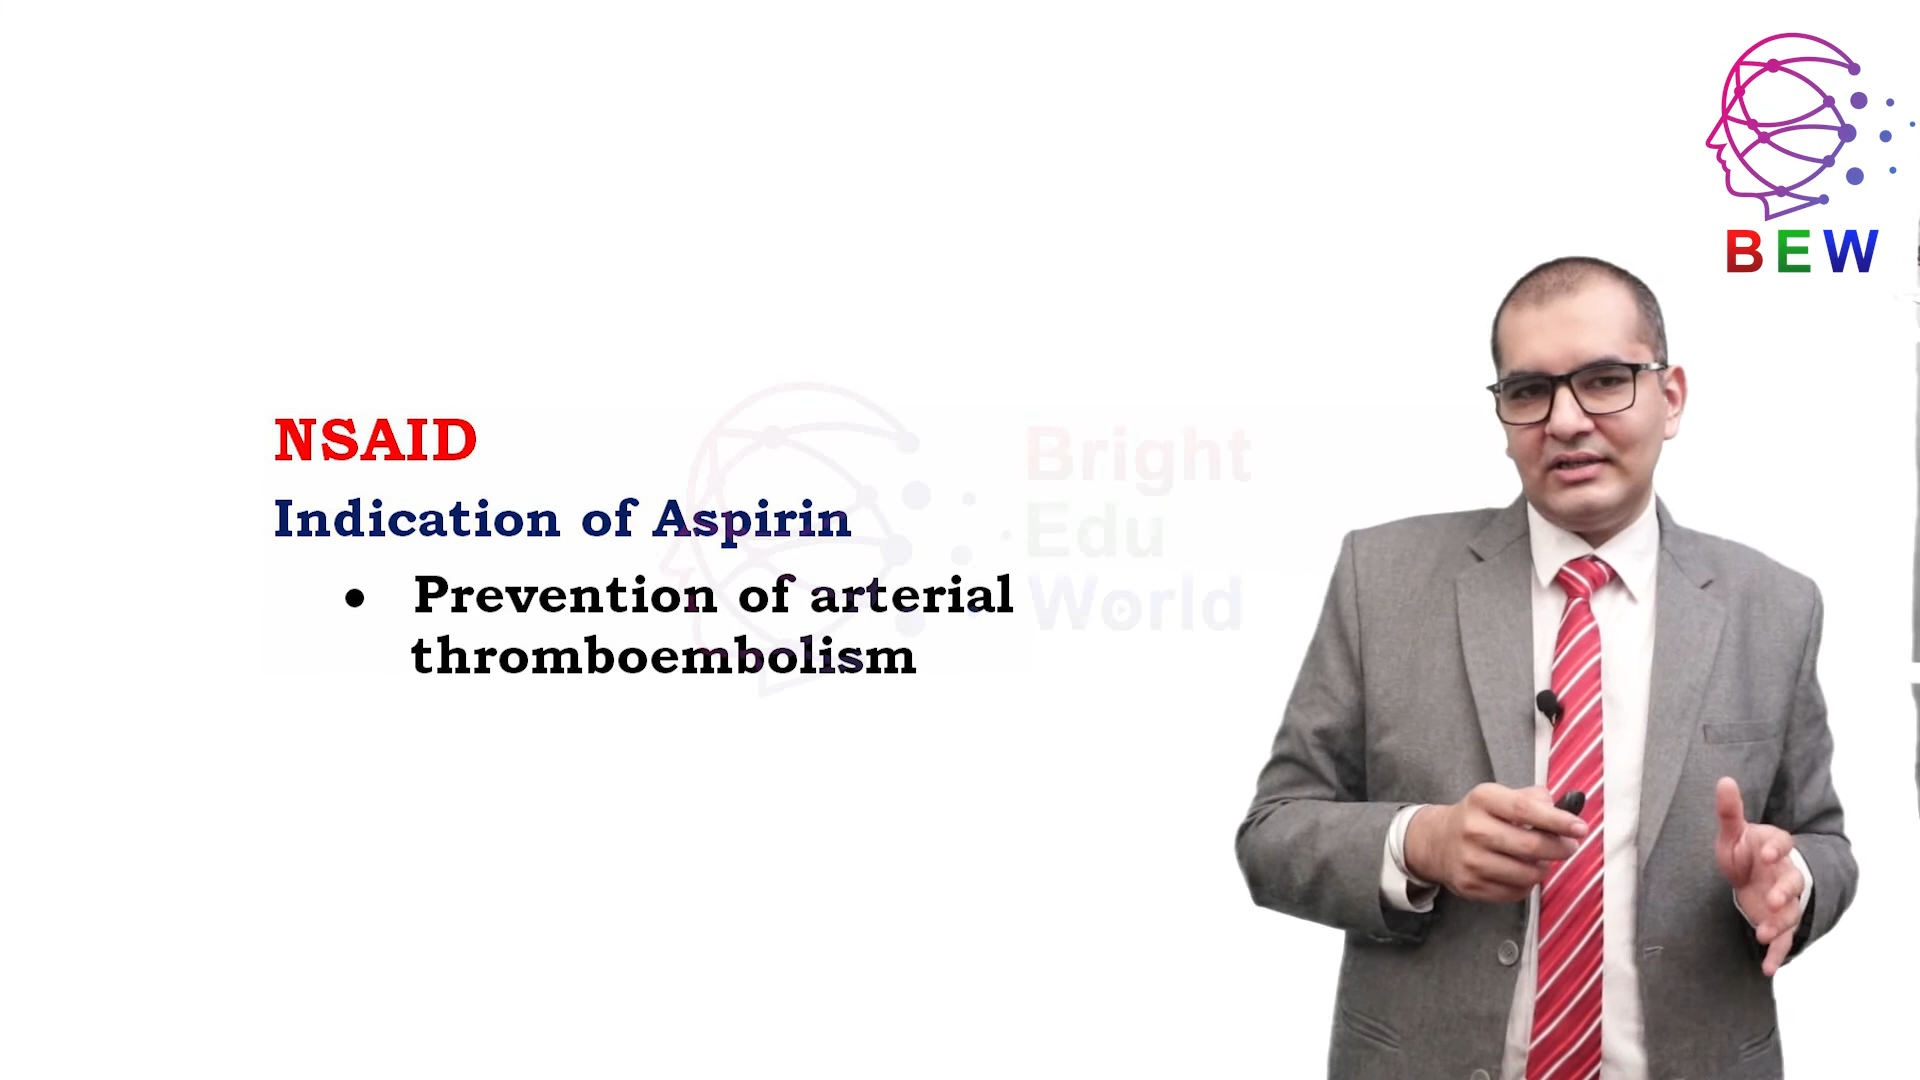 BEW
NSAID
Indication of Aspirin
• Prevention of arterial
thromboembolism
Bright
Edu
World